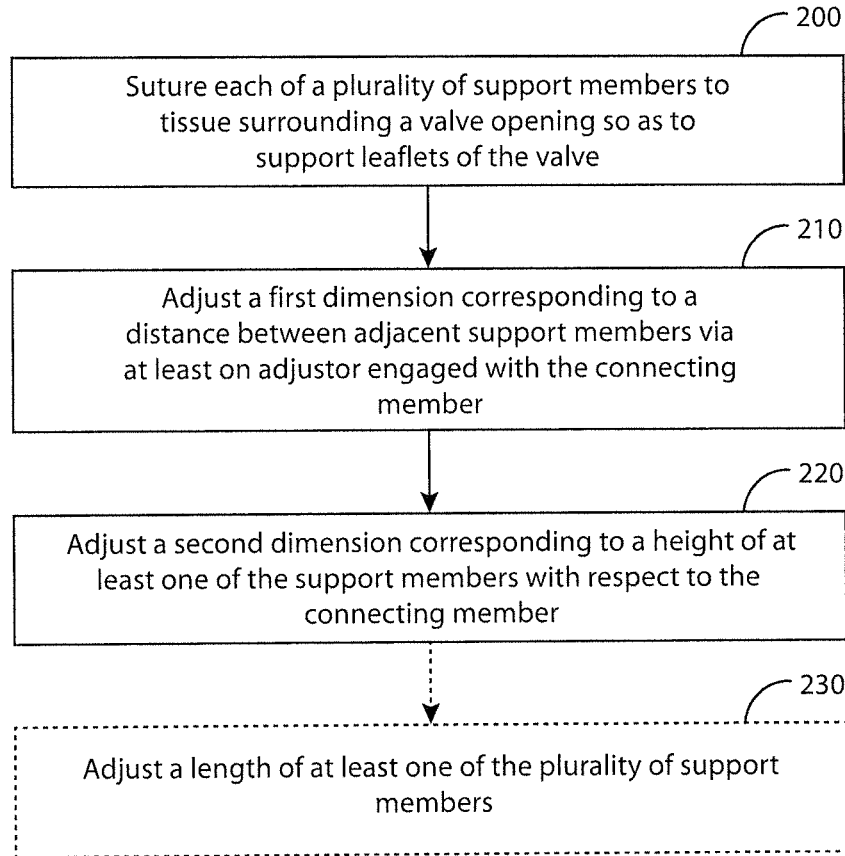 200
Suture each of a plurality of support members to
tissue surrounding a valve opening so as to
support leaflets of the valve
210
Adjust a first dimension corresponding to a
distance between adjacent support members via
at least on adjustor engaged with the connecting
member
220
Adjust a second dimension corresponding to a height of at
least one of the support members with respect to the
connecting member
230
Adjust a length of at least one of the plurality of support
members